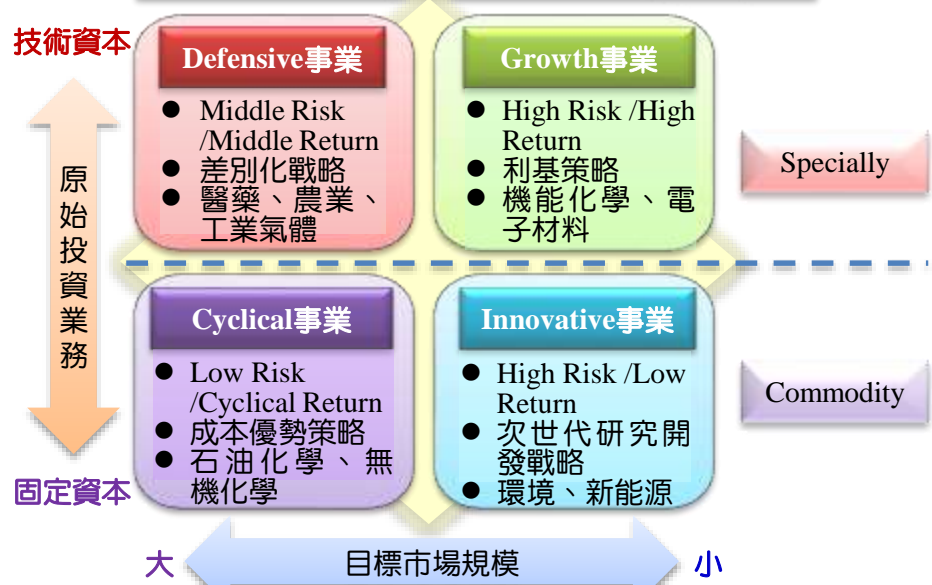 技術資本
原始投資業務
固定資本
Defensive事業
● Middle Risk
/Middle Return
● 差別化戰略
● 醫藥、農業、
工業氣體
Growth事業
● High Risk /High
Return
● 利基策略
● 機能化學、電
子材料
Specially
Cyclical事業
● Low Risk
/Cyclical Return
● 成本優勢策略
● 石油化學、無
機化學
Innovative事業
● High Risk /Low
Return
● 次世代研究開
發戰略
● 環境、新能源
Commodity
大
目標市場規模
小